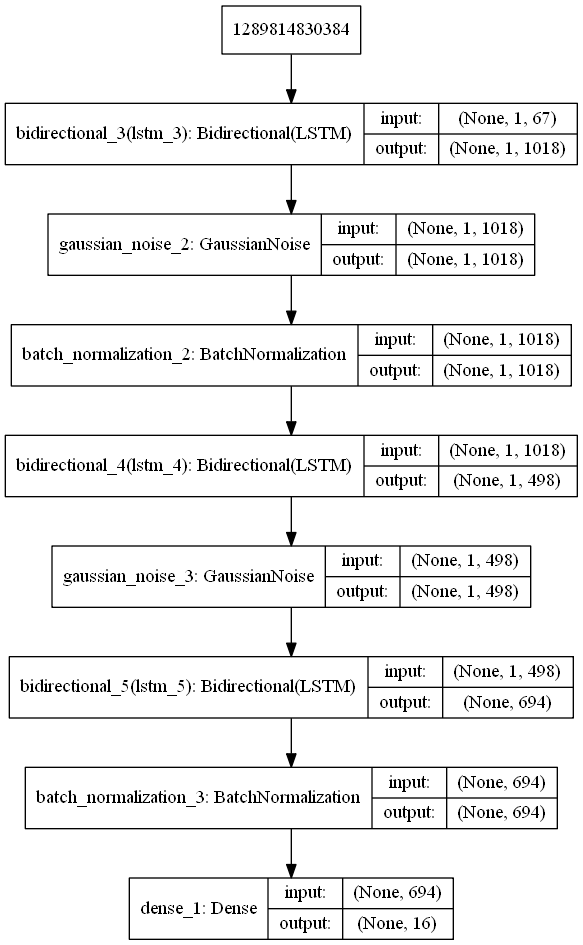 1289814830384
bidirectional_3(lstm_3): Bidirectional(LSTM)
input: (None, 1, 67)
output: (None, 1, 1018)
gaussian_noise_2: GaussianNoise
input: (None, 1, 1018)
output: (None, 1, 1018)
batch_normalization_2: BatchNormalization
input: (None, 1, 1018)
output: (None, 1, 1018)
bidirectional_4(lstm_4): Bidirectional(LSTM)
input: (None, 1, 1018)
output: (None, 1, 498)
gaussian_noise_3: GaussianNoise
input: (None, 1, 498)
output: (None, 1, 498)
bidirectional_5(lstm_5): Bidirectional(LSTM)
input: (None, 1, 498)
output: (None, 694)
batch_normalization_3: BatchNormalization
input: (None, 694)
output: (None, 694)
dense_1: Dense
input: (None, 694)
output: (None, 16)